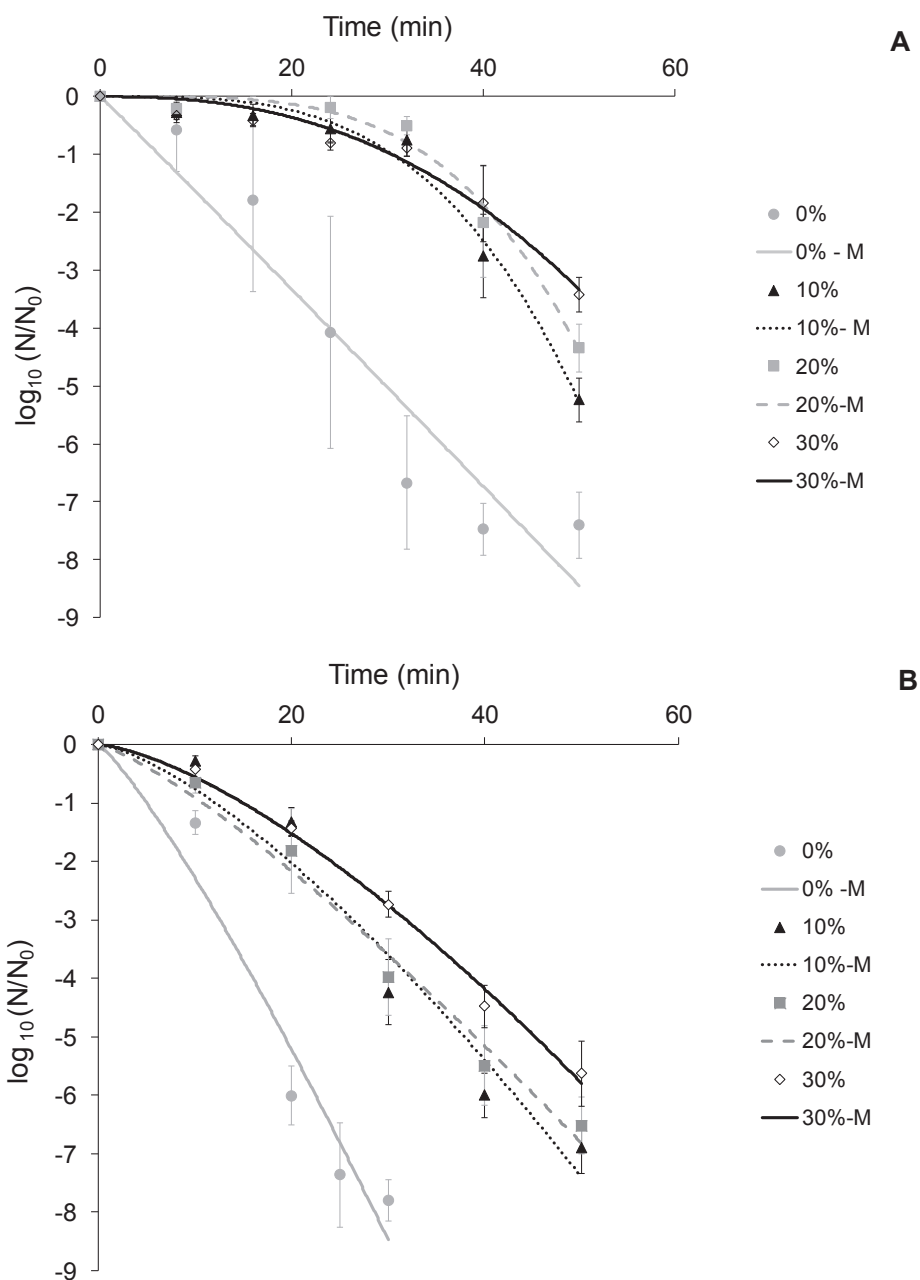 Time (min)
A
0 20 40 60
0
-1
-2
-3
-4
-5
-6
-7
-8
-9
log₁₀ (N/N₀)
0%
0% - M
10%
10%- M
20%
20%-M
30%
30%-M
Time (min)
B
0 20 40 60
0
-1
-2
-3
-4
-5
-6
-7
-8
-9
log ₁₀ (N/N₀)
0%
0% -M
10%
10%-M
20%
20%-M
30%
30%-M